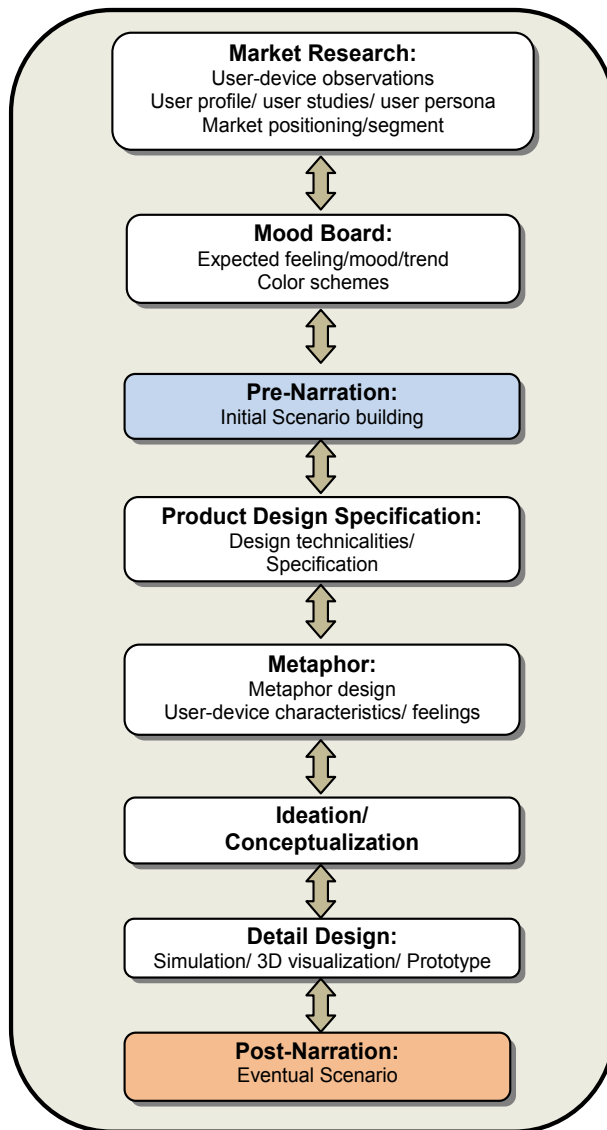 Market Research:
User-device observations
User profile/ user studies/ user persona
Market positioning/segment
Mood Board:
Expected feeling/mood/trend
Color schemes
Pre-Narration:
Initial Scenario building
Product Design Specification:
Design technicalities/
Specification
Metaphor:
Metaphor design
User-device characteristics/ feelings
Ideation/
Conceptualization
Detail Design:
Simulation/ 3D visualization/ Prototype
Post-Narration:
Eventual Scenario